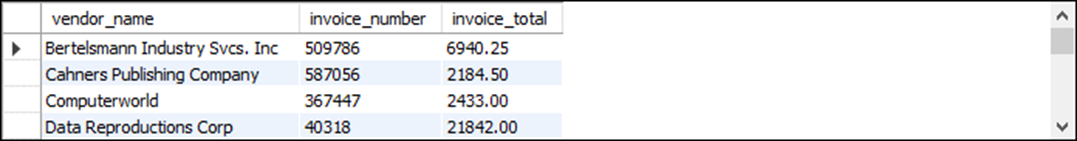 vendor_name invoice_number invoice_total
Bertelsmann Industry Svcs. Inc 509786 6940.25
Cahners Publishing Company 587056 2184.50
Computerworld 367447 2433.00
Data Reproductions Corp 40318 21842.00